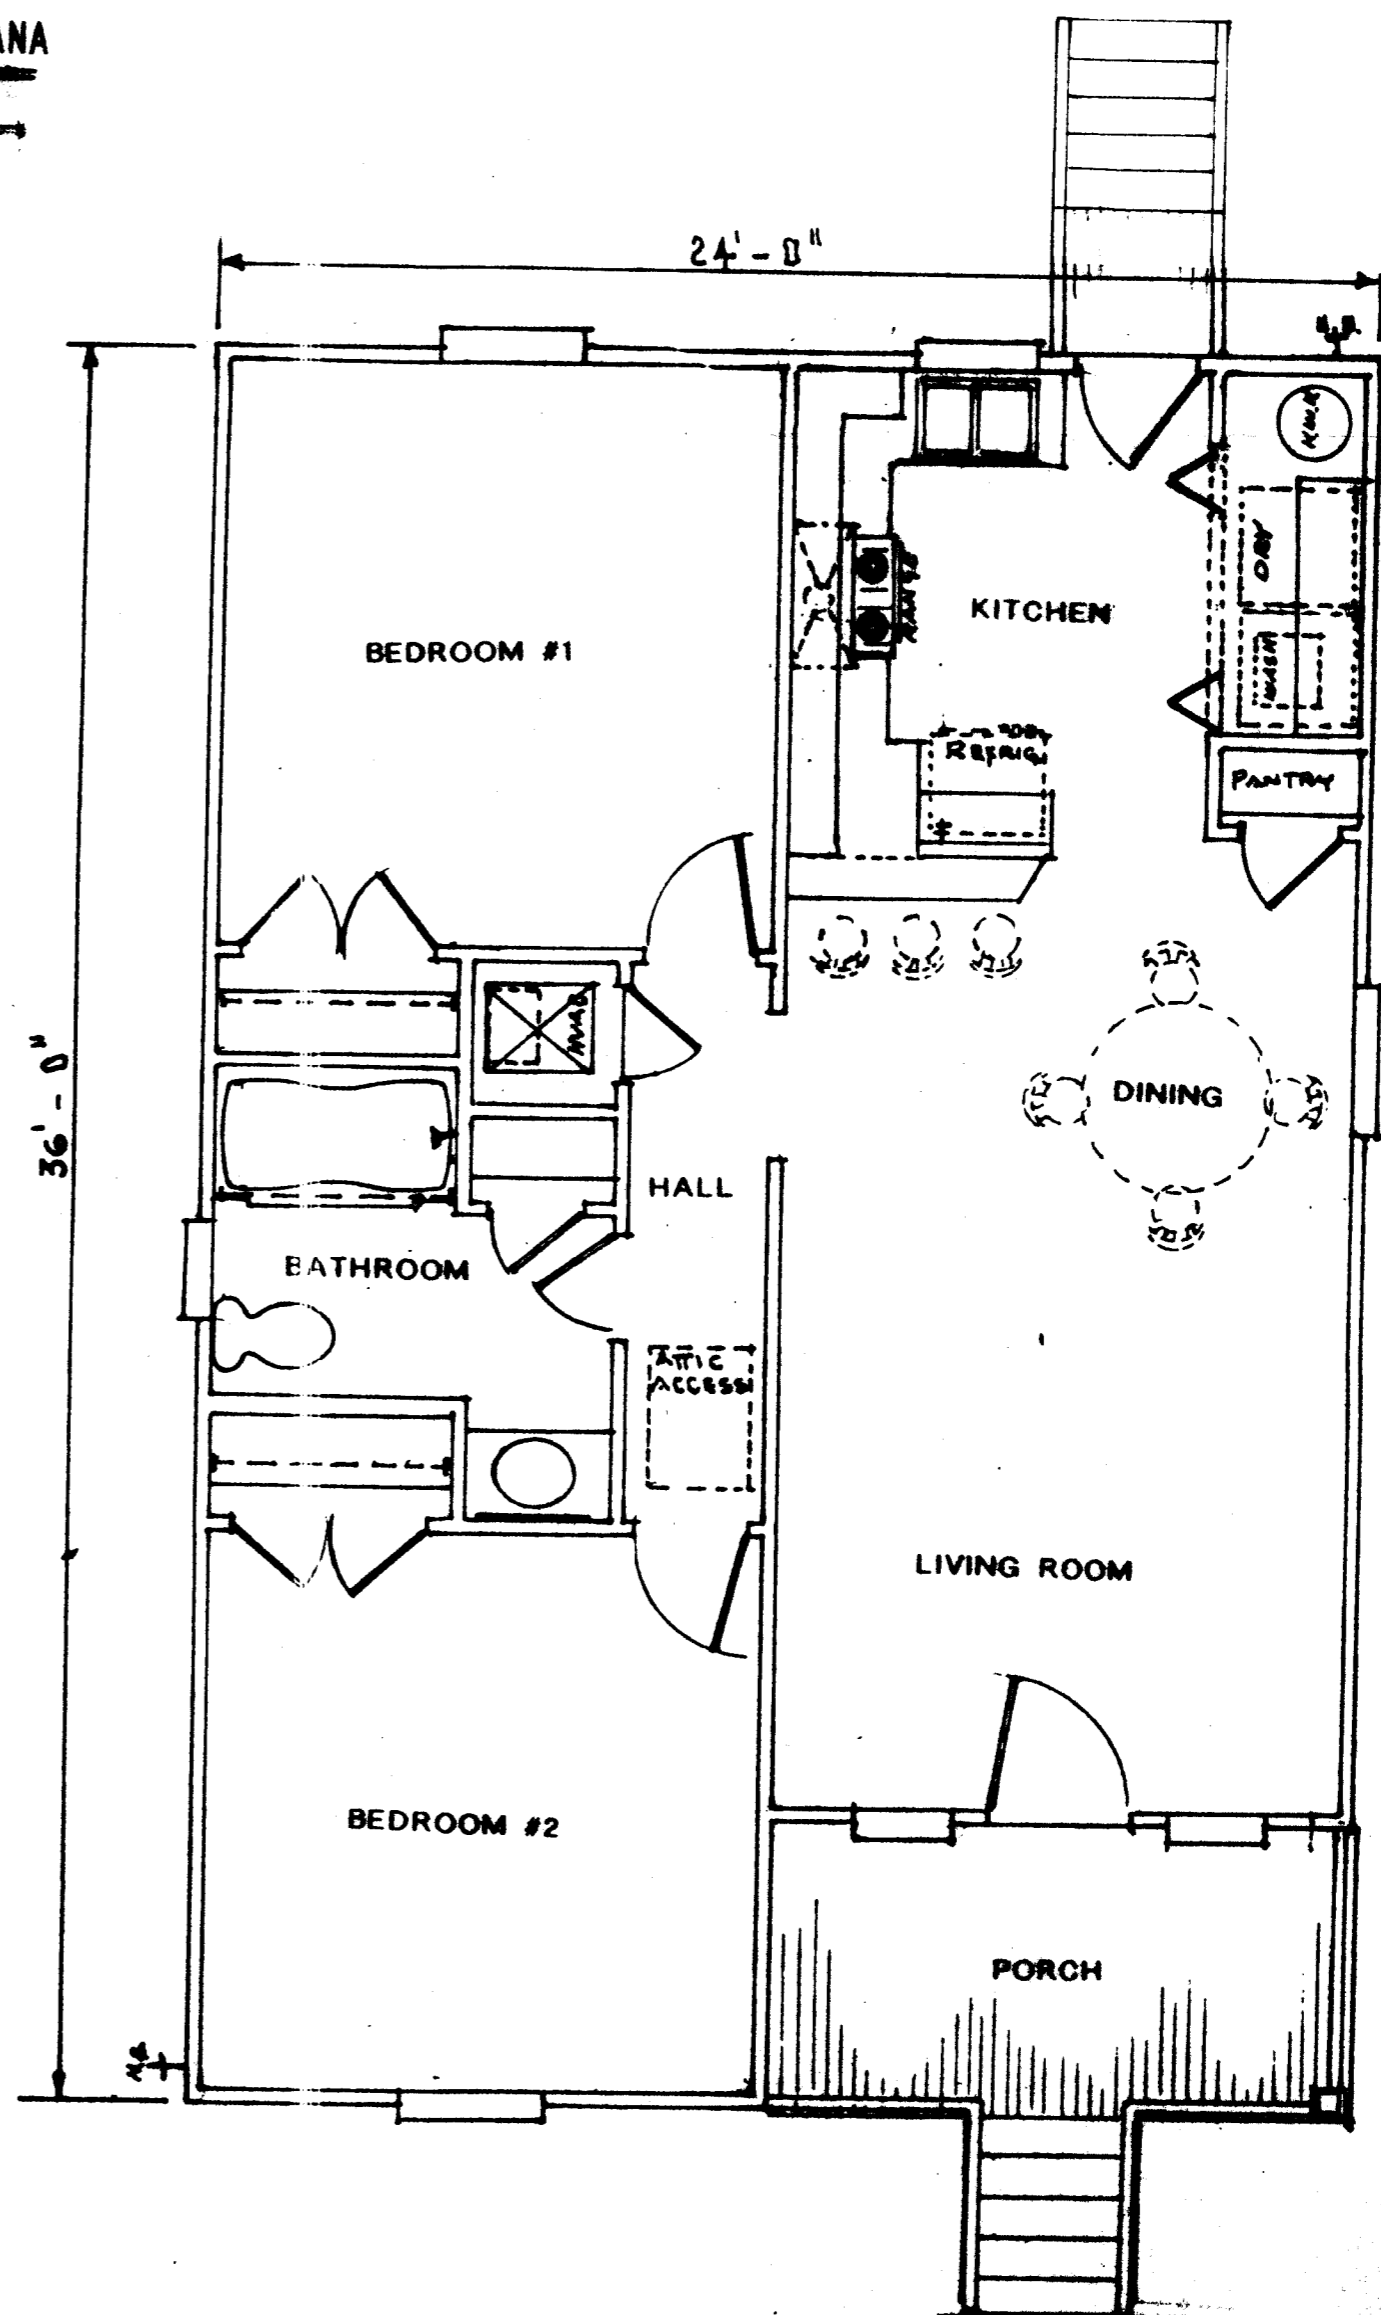 ANA
24'-0"
H.B.
H.W.H.
DRY
RANGE
KITCHEN
BEDROOM #1
WASH
REFRIG
PANTRY
36'-0"
DINING
HALL
BATHROOM
ATTIC
ACCESS
LIVING ROOM
BEDROOM #2
PORCH
H.B.